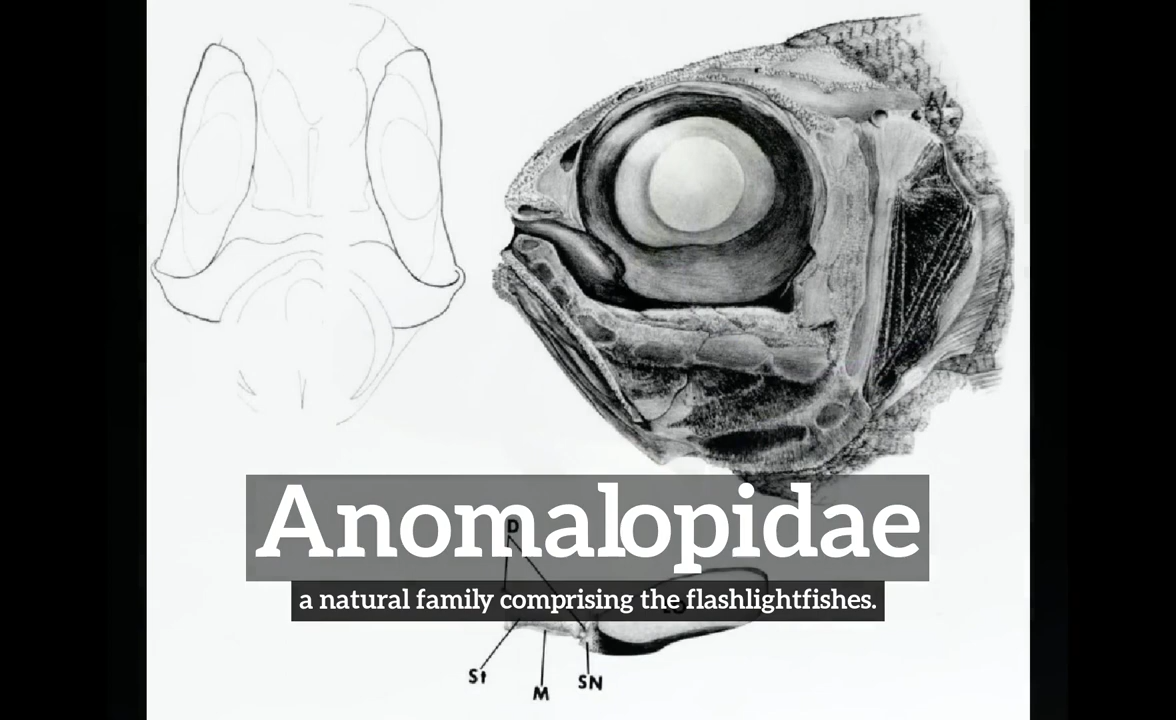 Anomalopidae
D
a natural family comprising the flashlightfishes.
St
M
SN